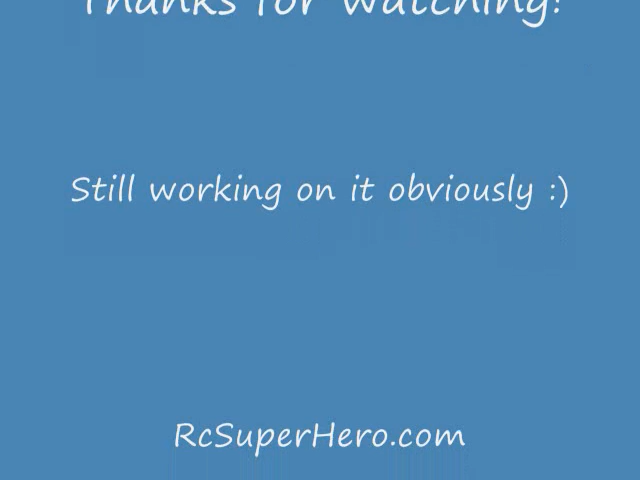 Thanks for watching!
Still working on it obviously :)
RcSuperHero.com